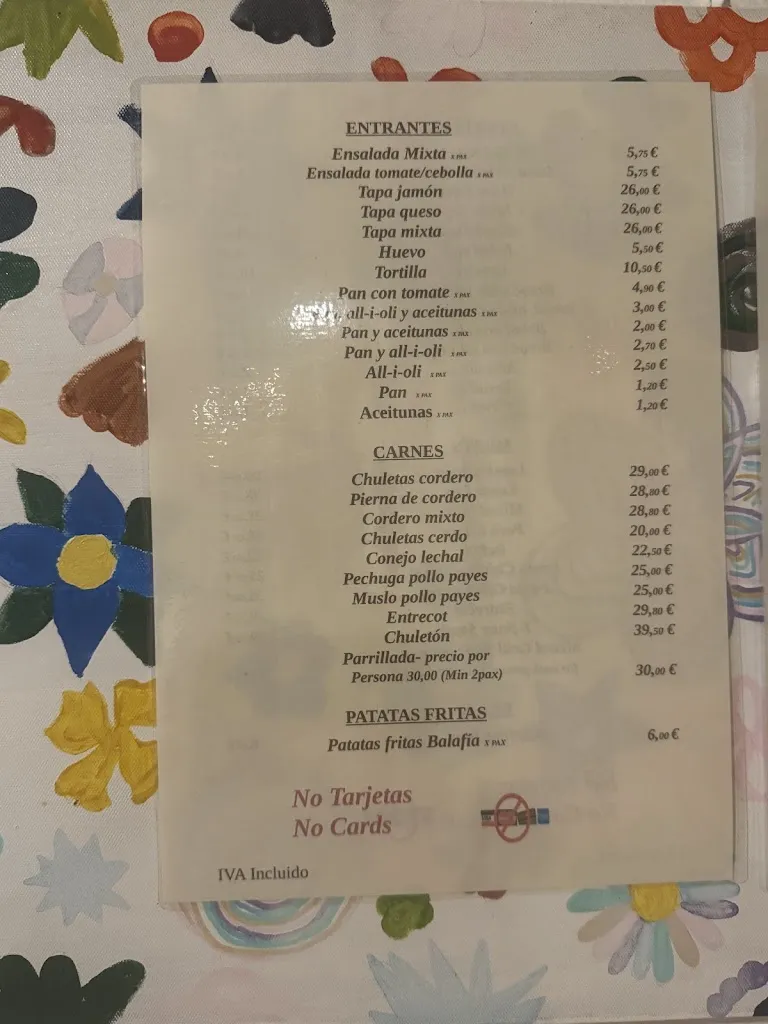 ENTRANTES
Ensalada Mixta x PAX 5,75 €
Ensalada tomate/cebolla x PAX 5,75 €
Tapa jamón 26,00 €
Tapa queso 26,00 €
Tapa mixta 26,00 €
Huevo 5,50 €
Tortilla 10,50 €
Pan con tomate x PAX 4,90 €
all-i-oli y aceitunas x PAX 3,00 €
Pan y aceitunas x PAX 2,00 €
Pan y all-i-oli x PAX 2,70 €
All-i-oli x PAX 2,50 €
Pan x PAX 1,20 €
Aceitunas x PAX 1,20 €
CARNES
Chuletas cordero 29,00 €
Pierna de cordero 28,80 €
Cordero mixto 28,80 €
Chuletas cerdo 20,00 €
Conejo lechal 22,50 €
Pechuga pollo payes 25,00 €
Muslo pollo payes 25,00 €
Entrecot 29,80 €
Chuletón 39,50 €
Parrillada- precio por
Persona 30,00 (Min 2pax) 30,00 €
PATATAS FRITAS
Patatas fritas Balafía X PAX 6,00 €
No Tarjetas
No Cards
IVA Incluido